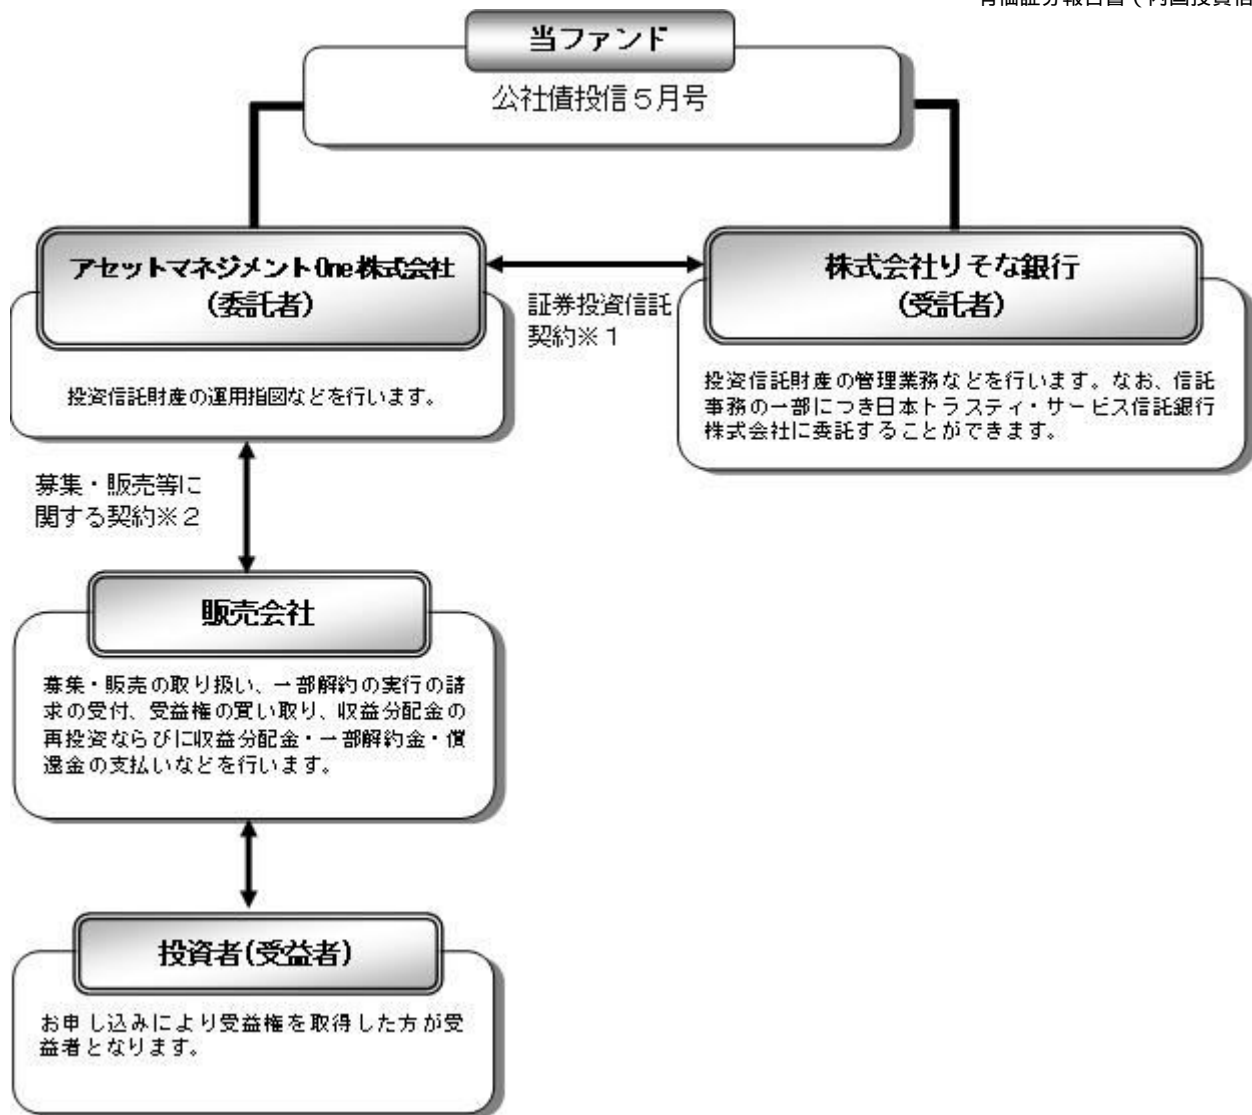 当ファンド
公社債投信５月号
アセットマネジメントOne株式会社
(委託者)
投資信託財産の運用指図などを行います。
証券投資信託
契約※１
株式会社りそな銀行
(受託者)
投資信託財産の管理業務などを行います。なお、信託
事務の一部につき日本トラスティ・サービス信託銀行
株式会社に委託することができます。
募集・販売等に
関する契約※２
販売会社
募集・販売の取り扱い、一部解約の実行の請
求の受付、受益権の買い取り、収益分配金の
再投資ならびに収益分配金・一部解約金・償
還金の支払いなどを行います。
投資者(受益者)
お申し込みにより受益権を取得した方が受
益者となります。